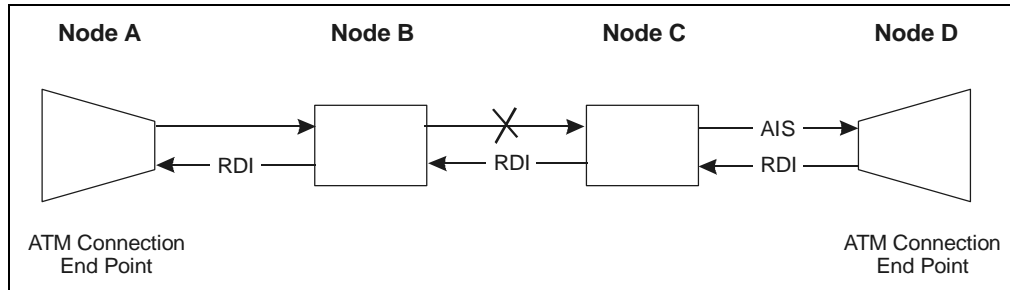 Node A
Node B
Node C
Node D
AIS
RDI
RDI
RDI
ATM Connection
End Point
ATM Connection
End Point